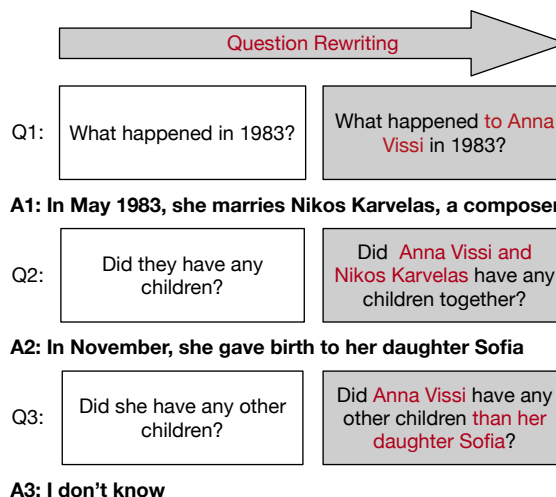 Question Rewriting
Q1:
What happened in 1983?
What happened to Anna
Vissi in 1983?
A1: In May 1983, she marries Nikos Karvelas, a composer
Q2:
Did they have any
children?
Did Anna Vissi and
Nikos Karvelas have any
children together?
A2: In November, she gave birth to her daughter Sofia
Q3:
Did she have any other
children?
Did Anna Vissi have any
other children than her
daughter Sofia?
A3: I don't know